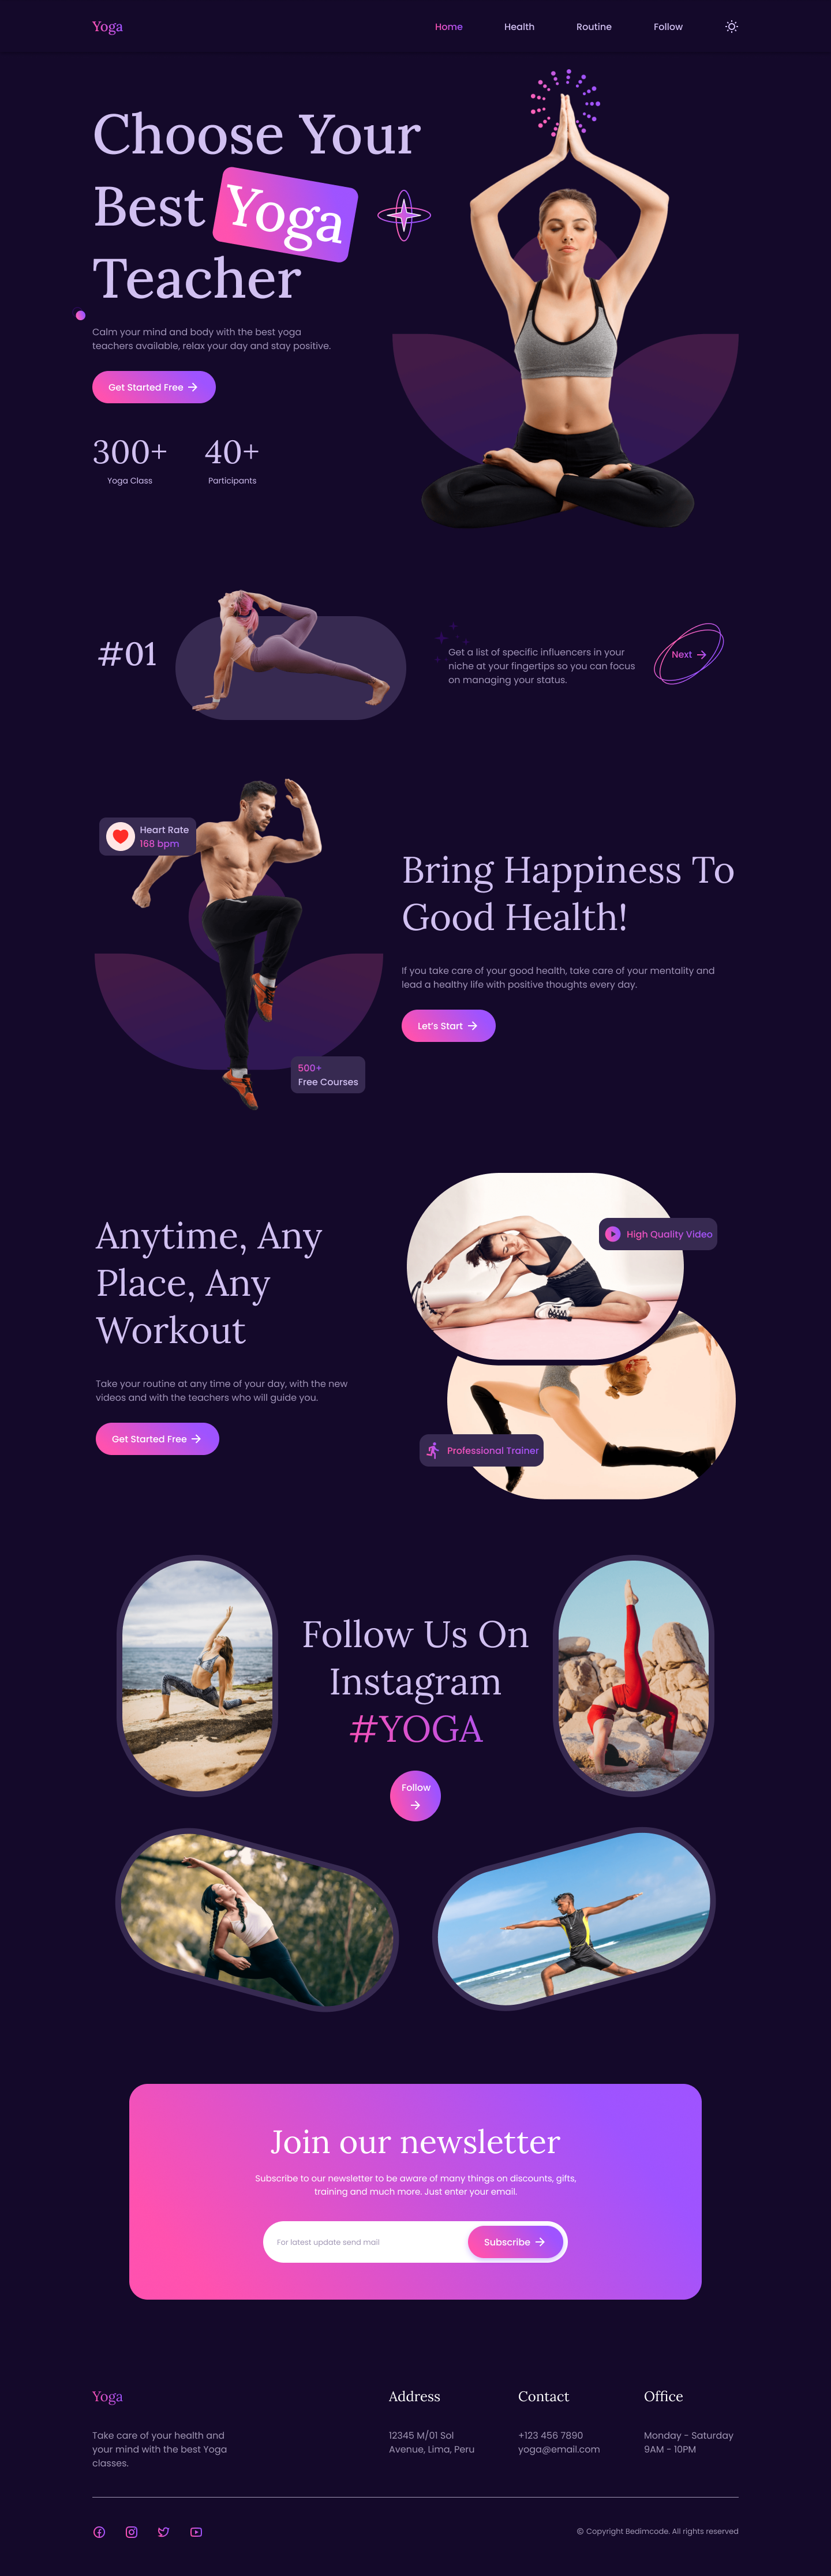 Yoga
Home
Health
Routine
Follow
Choose Your
Best Yoga
Teacher
Calm your mind and body with the best yoga
teachers available, relax your day and stay positive.
Get Started Free
300+
40+
Yoga Class
Participants
#01
Get a list of specific influencers in your
niche at your fingertips so you can focus
on managing your status.
Next
Heart Rate
168 bpm
Bring Happiness To
Good Health!
If you take care of your good health, take care of your mentality and
lead a healthy life with positive thoughts every day.
Let's Start
500+
Free Courses
Anytime, Any
Place, Any
Workout
Take your routine at any time of your day, with the new
videos and with the teachers who will guide you.
Get Started Free
High Quality Video
Professional Trainer
Follow Us On
Instagram
#YOGA
Follow
Join our newsletter
Subscribe to our newsletter to be aware of many things on discounts, gifts,
training and much more. Just enter your email.
For latest update send mail
Subscribe
Yoga
Take care of your health and
your mind with the best Yoga
classes.
Address
12345 M/01 Sol
Avenue, Lima, Peru
Contact
+123 456 7890
yoga@email.com
Office
Monday - Saturday
9AM - 10PM
© Copyright Bedimcode. All rights reserved